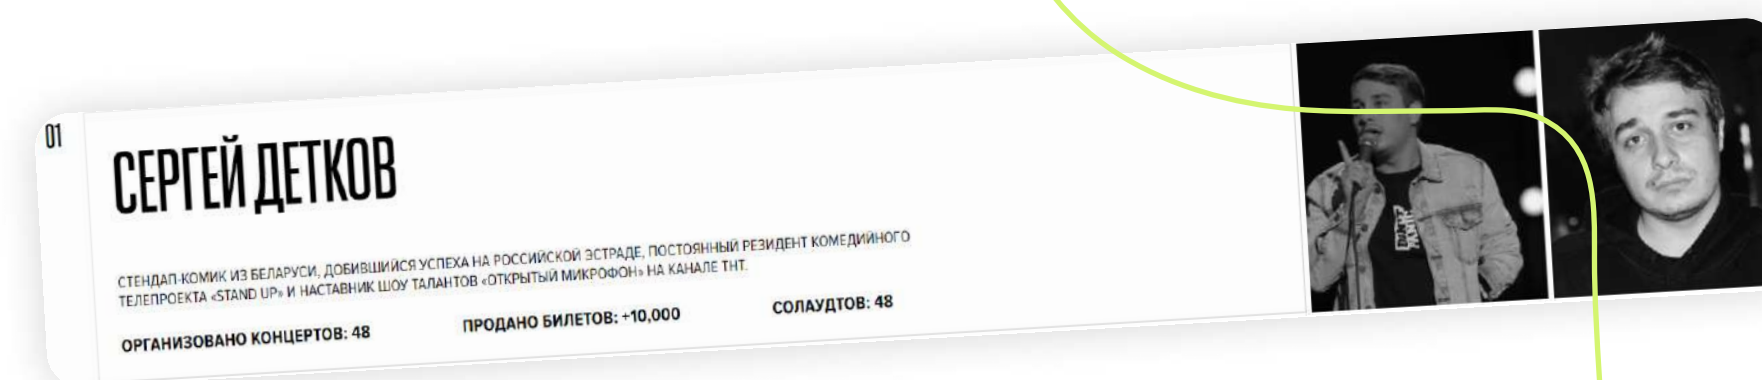 01
СЕРГЕЙ ДЕТКОВ
СТЕНДАП-КОМИК ИЗ БЕЛАРУСИ, ДОБИВШИЙСЯ УСПЕХА НА РОССИЙСКОЙ ЭСТРАДЕ, ПОСТОЯННЫЙ РЕЗИДЕНТ КОМЕДИЙНОГО
ТЕЛЕПРОЕКТА «STAND UP» И НАСТАВНИК ШОУ ТАЛАНТОВ «ОТКРЫТЫЙ МИКРОФОН» НА КАНАЛЕ ТНТ.
ОРГАНИЗОВАНО КОНЦЕРТОВ: 48 ПРОДАНО БИЛЕТОВ: +10,000 СОЛАУДТОВ: 48